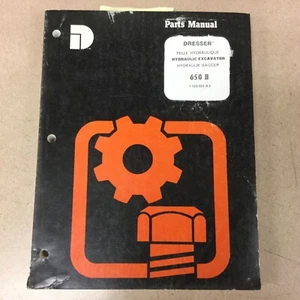 Parts Manual
DRESSER
PELLE HYDRAULIQUE
HYDRAULIC EXCAVATOR
HYDRAULIK BAGGER
650 B